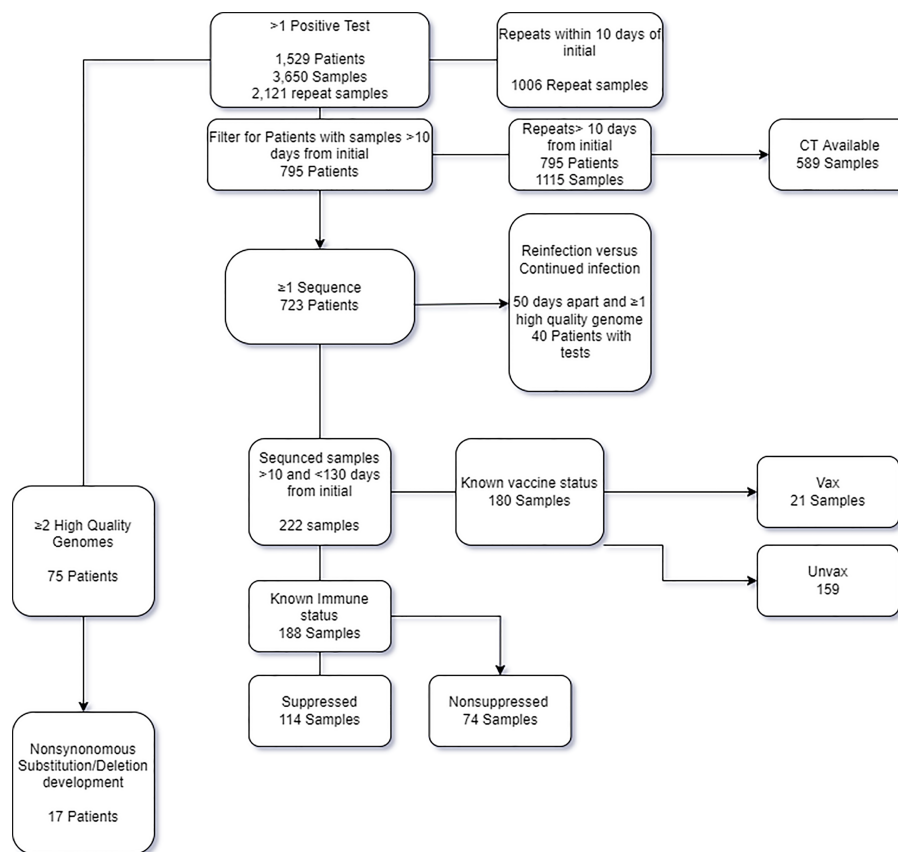 >1 Positive Test
1,529 Patients
3,650 Samples
2,121 repeat samples
Repeats within 10 days of
initial
1006 Repeat samples
Filter for Patients with samples >10
days from initial
795 Patients
Repeats> 10 days
from initial
795 Patients
1115 Samples
CT Available
589 Samples
≥1 Sequence
723 Patients
Reinfection versus
Continued infection
50 days apart and ≥1
high quality genome
40 Patients with
tests
Sequnced samples
>10 and <130 days
from initial
222 samples
Known vaccine status
180 Samples
Vax
21 Samples
Unvax
159
≥2 High Quality
Genomes
75 Patients
Known Immune
status
188 Samples
Suppressed
114 Samples
Nonsuppressed
74 Samples
Nonsynonomous
Substitution/Deletion
development
17 Patients